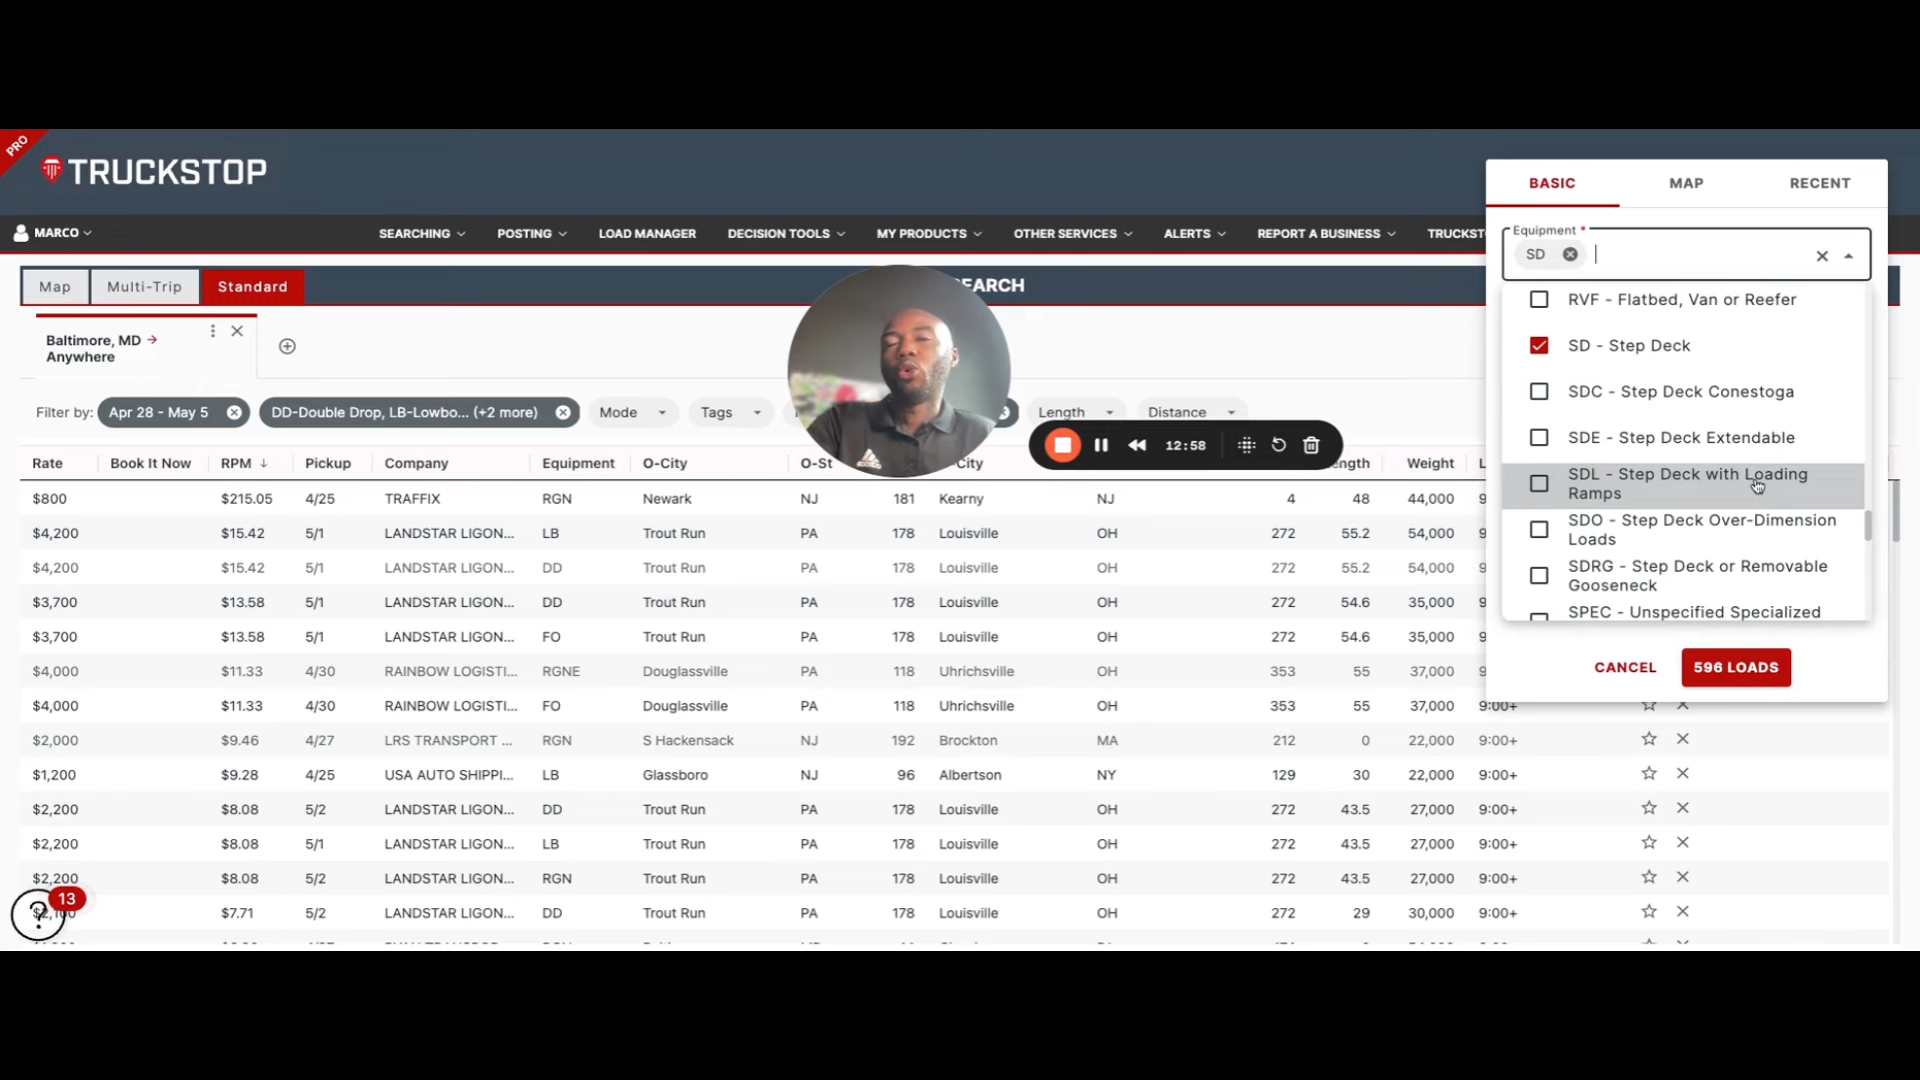 PRO
TRUCKSTOP
MARCO
SEARCHING
POSTING
LOAD MANAGER
DECISION TOOLS
MY PRODUCTS
OTHER SERVICES
ALERTS
REPORT A BUSINESS
TRUCKST
BASIC
MAP
RECENT
Equipment *
SD
RVF - Flatbed, Van or Reefer
SD - Step Deck
SDC - Step Deck Conestoga
SDE - Step Deck Extendable
SDL - Step Deck with Loading
Ramps
SDO - Step Deck Over-Dimension
Loads
SDRG - Step Deck or Removable
Gooseneck
SPEC - Unspecified Specialized
CANCEL
596 LOADS
Map
Multi-Trip
Standard
EARCH
Baltimore, MD
Anywhere
Filter by:
Apr 28 - May 5
DD-Double Drop, LB-Lowbo... (+2 more)
Mode
Tags
Length
Distance
12:58
Rate Book It Now RPM Pickup Company Equipment O-City O-St -City ength Weight
$800 $215.05 4/25 TRAFFIX RGN Newark NJ 181 Kearny NJ 4 48 44,000 9
$4,200 $15.42 5/1 LANDSTAR LIGON... LB Trout Run PA 178 Louisville OH 272 55.2 54,000 9
$4,200 $15.42 5/1 LANDSTAR LIGON... DD Trout Run PA 178 Louisville OH 272 55.2 54,000 9
$3,700 $13.58 5/1 LANDSTAR LIGON... DD Trout Run PA 178 Louisville OH 272 54.6 35,000 9
$3,700 $13.58 5/1 LANDSTAR LIGON... FO Trout Run PA 178 Louisville OH 272 54.6 35,000 9
$4,000 $11.33 4/30 RAINBOW LOGISTI... RGNE Douglassville PA 118 Uhrichsville OH 353 55 37,000 9
$4,000 $11.33 4/30 RAINBOW LOGISTI... FO Douglassville PA 118 Uhrichsville OH 353 55 37,000 9:00+
$2,000 $9.46 4/27 LRS TRANSPORT ... RGN S Hackensack NJ 192 Brockton MA 212 0 22,000 9:00+
$1,200 $9.28 4/25 USA AUTO SHIPPI... LB Glassboro NJ 96 Albertson NY 129 30 22,000 9:00+
$2,200 $8.08 5/2 LANDSTAR LIGON... DD Trout Run PA 178 Louisville OH 272 43.5 27,000 9:00+
$2,200 $8.08 5/1 LANDSTAR LIGON... LB Trout Run PA 178 Louisville OH 272 43.5 27,000 9:00+
$2,200 $8.08 5/2 LANDSTAR LIGON... RGN Trout Run PA 178 Louisville OH 272 43.5 27,000 9:00+
13
?
$7.71 5/2 LANDSTAR LIGON... DD Trout Run PA 178 Louisville OH 272 29 30,000 9:00+